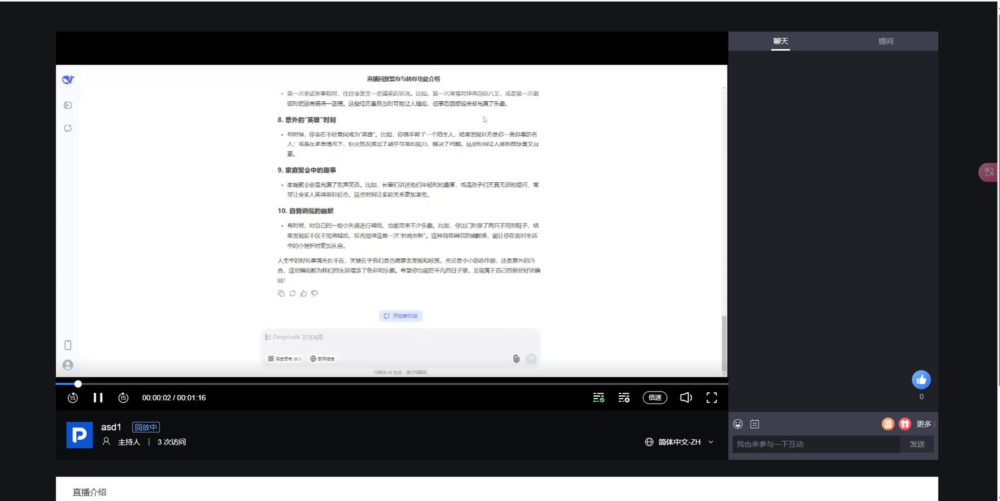 聊天
提问
直播回放暂存与转存功能介绍
第一次尝试新事物时，往往会发生一些搞笑的状况。比如，第一次滑雪时摔得四仰八叉，或是第一次做
饭时把厨房搞得一团糟。这些经历虽然当时可能让人尴尬，但事后回想起来却充满了乐趣。
8. 意外的“英雄”时刻
有时候，你会在不经意间成为“英雄”。比如，你随手帮了一个陌生人，结果发现对方是你一直仰慕的名
人；或是在紧急情况下，你突然发挥出了超乎寻常的能力，解决了问题。这些时刻让人感到既惊喜又自
豪。
9. 家庭聚会中的趣事
家庭聚会总是充满了欢声笑语。比如，长辈们讲述他们年轻时的趣事，或是孩子们天真无邪的提问，常
常让全家人笑得前仰后合。这些时刻让家庭关系更加紧密。
10. 自我调侃的幽默
有时候，对自己的一些小失误进行调侃，也能带来不少乐趣。比如，你出门时穿了两只不同的鞋子，结
果发现后不仅不觉得尴尬，反而觉得这是一次“时尚创新”。这种自我调侃的幽默感，能让你在面对生活
中的小挫折时更加从容。
人生中的好玩事情无处不在，关键在于我们是否愿意去发现和欣赏。无论是小小的恶作剧，还是意外的巧
合，这些瞬间都为我们的生活增添了色彩和乐趣。希望你也能在平凡的日子里，发现属于自己的那些好玩瞬
间！
开启新对话
给 DeepSeek 发送消息
深度思考 (R1)
联网搜索
内容由 AI 生成，请仔细甄别
15
15
00:00:02 / 00:01:16
倍速
0
asd1
回放中
主持人
3 次访问
简体中文-ZH
更多
我也来参与一下互动
发送
直播介绍